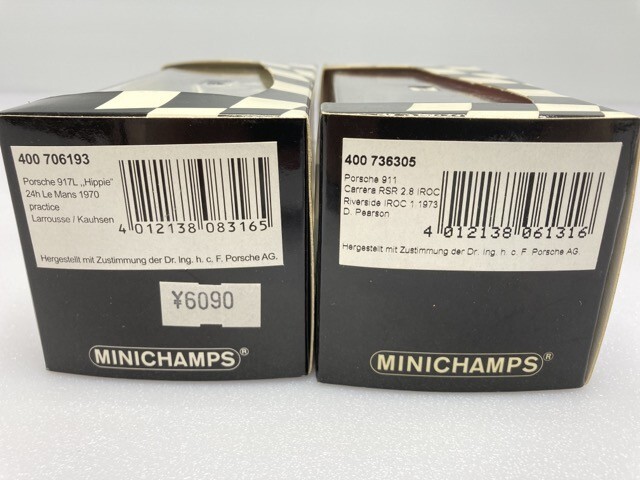 400 706193
Porsche 917L „Hippie"
24h Le Mans 1970
practice
Larrousse / Kauhsen
4 012138 083165
Hergestellt mit Zustimmung der Dr. Ing. h. c. F. Porsche AG.
¥6090
MINICHAMPS®
400 736305
Porsche 911
Carrera RSR 2.8 IROC
Riverside IROC 1 1973
D. Pearson
4 012138 061316
Hergestellt mit Zustimmung der Dr. Ing. h. c. F. Porsche AG.
MINICHAMPS®